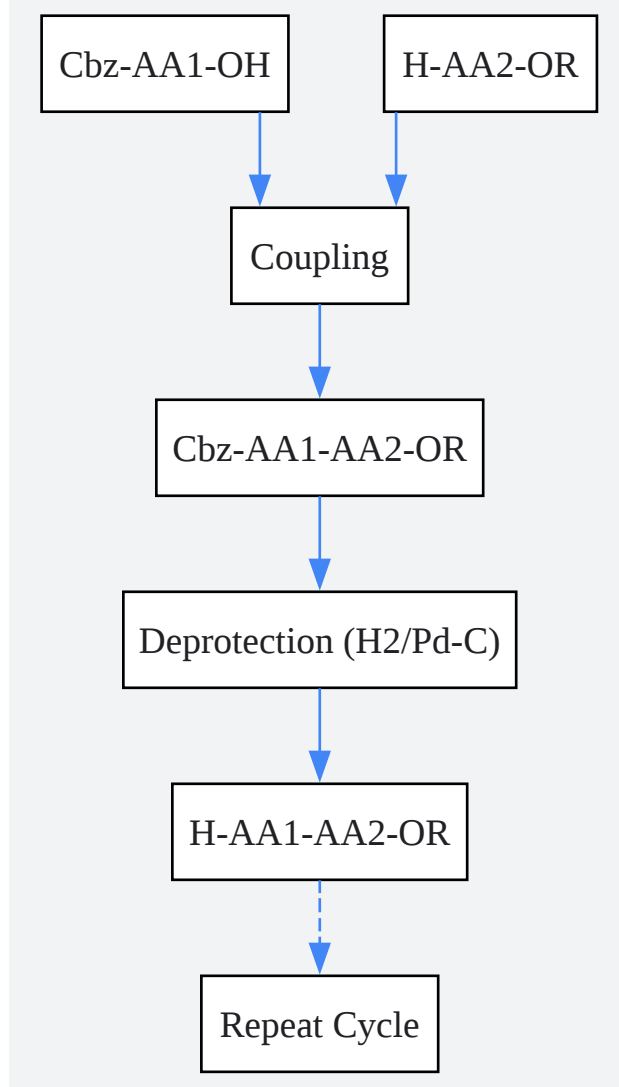 Cbz-AA1-OH
H-AA2-OR
Coupling
Cbz-AA1-AA2-OR
Deprotection (H2/Pd-C)
H-AA1-AA2-OR
Repeat Cycle